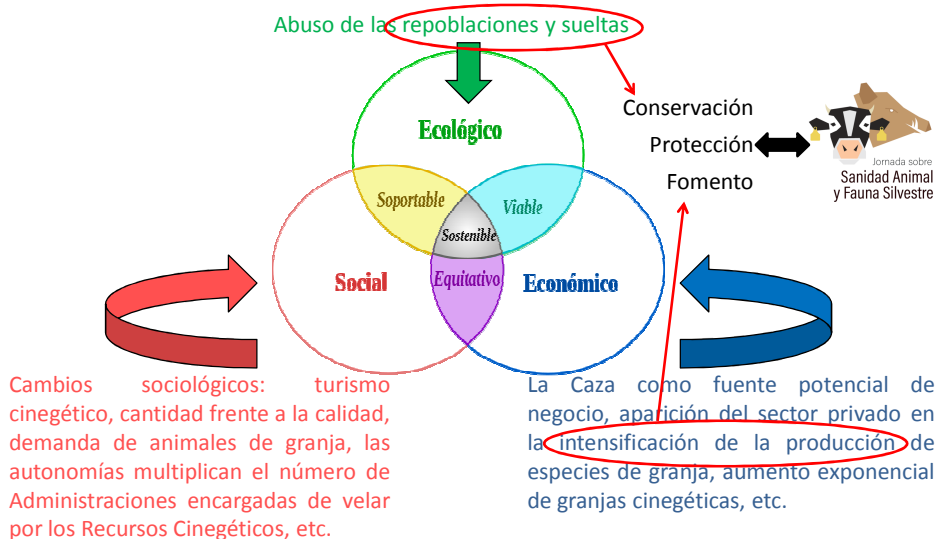 Abuso de las repoblaciones y sueltas
Ecológico
Conservación
Protección
Fomento
Jornada sobre
Sanidad Animal
y Fauna Silvestre
Soportable
Viable
Sostenible
Social
Equitativo
Económico
Cambios sociológicos: turismo
cinegético, cantidad frente a la calidad,
demanda de animales de granja, las
autonomías multiplican el número de
Administraciones encargadas de velar
por los Recursos Cinegéticos, etc.
La Caza como fuente potencial de
negocio, aparición del sector privado en
la intensificación de la producción de
especies de granja, aumento exponencial
de granjas cinegéticas, etc.